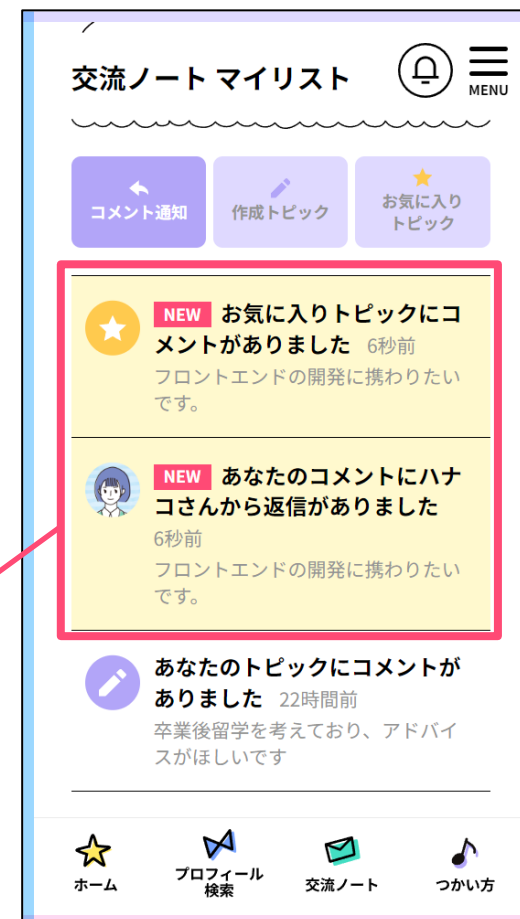 交流ノート マイリスト
MENU
コメント通知
作成トピック
お気に入り
トピック
NEW お気に入りトピックにコ
メントがありました 6秒前
フロントエンドの開発に携わりたい
です。
NEW あなたのコメントにハナ
コさんから返信がありました
6秒前
フロントエンドの開発に携わりたい
です。
あなたのトピックにコメントが
ありました 22時間前
卒業後留学を考えており、アドバイ
スがほしいです
ホーム
プロフィール
検索
交流ノート
つかい方